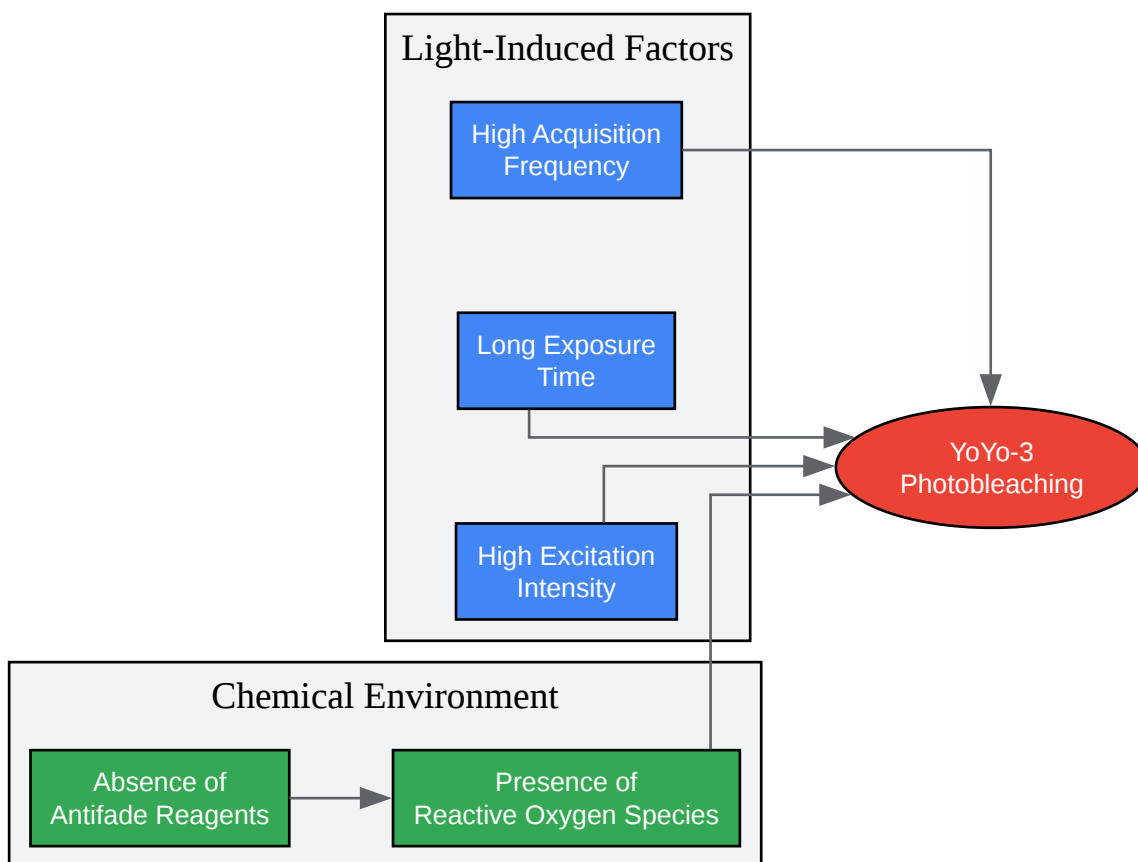 Light-Induced Factors
High Acquisition
Frequency
Long Exposure
Time
YoYo-3
Photobleaching
High Excitation
Intensity
Chemical Environment
Absence of
Antifade Reagents
Presence of
Reactive Oxygen Species